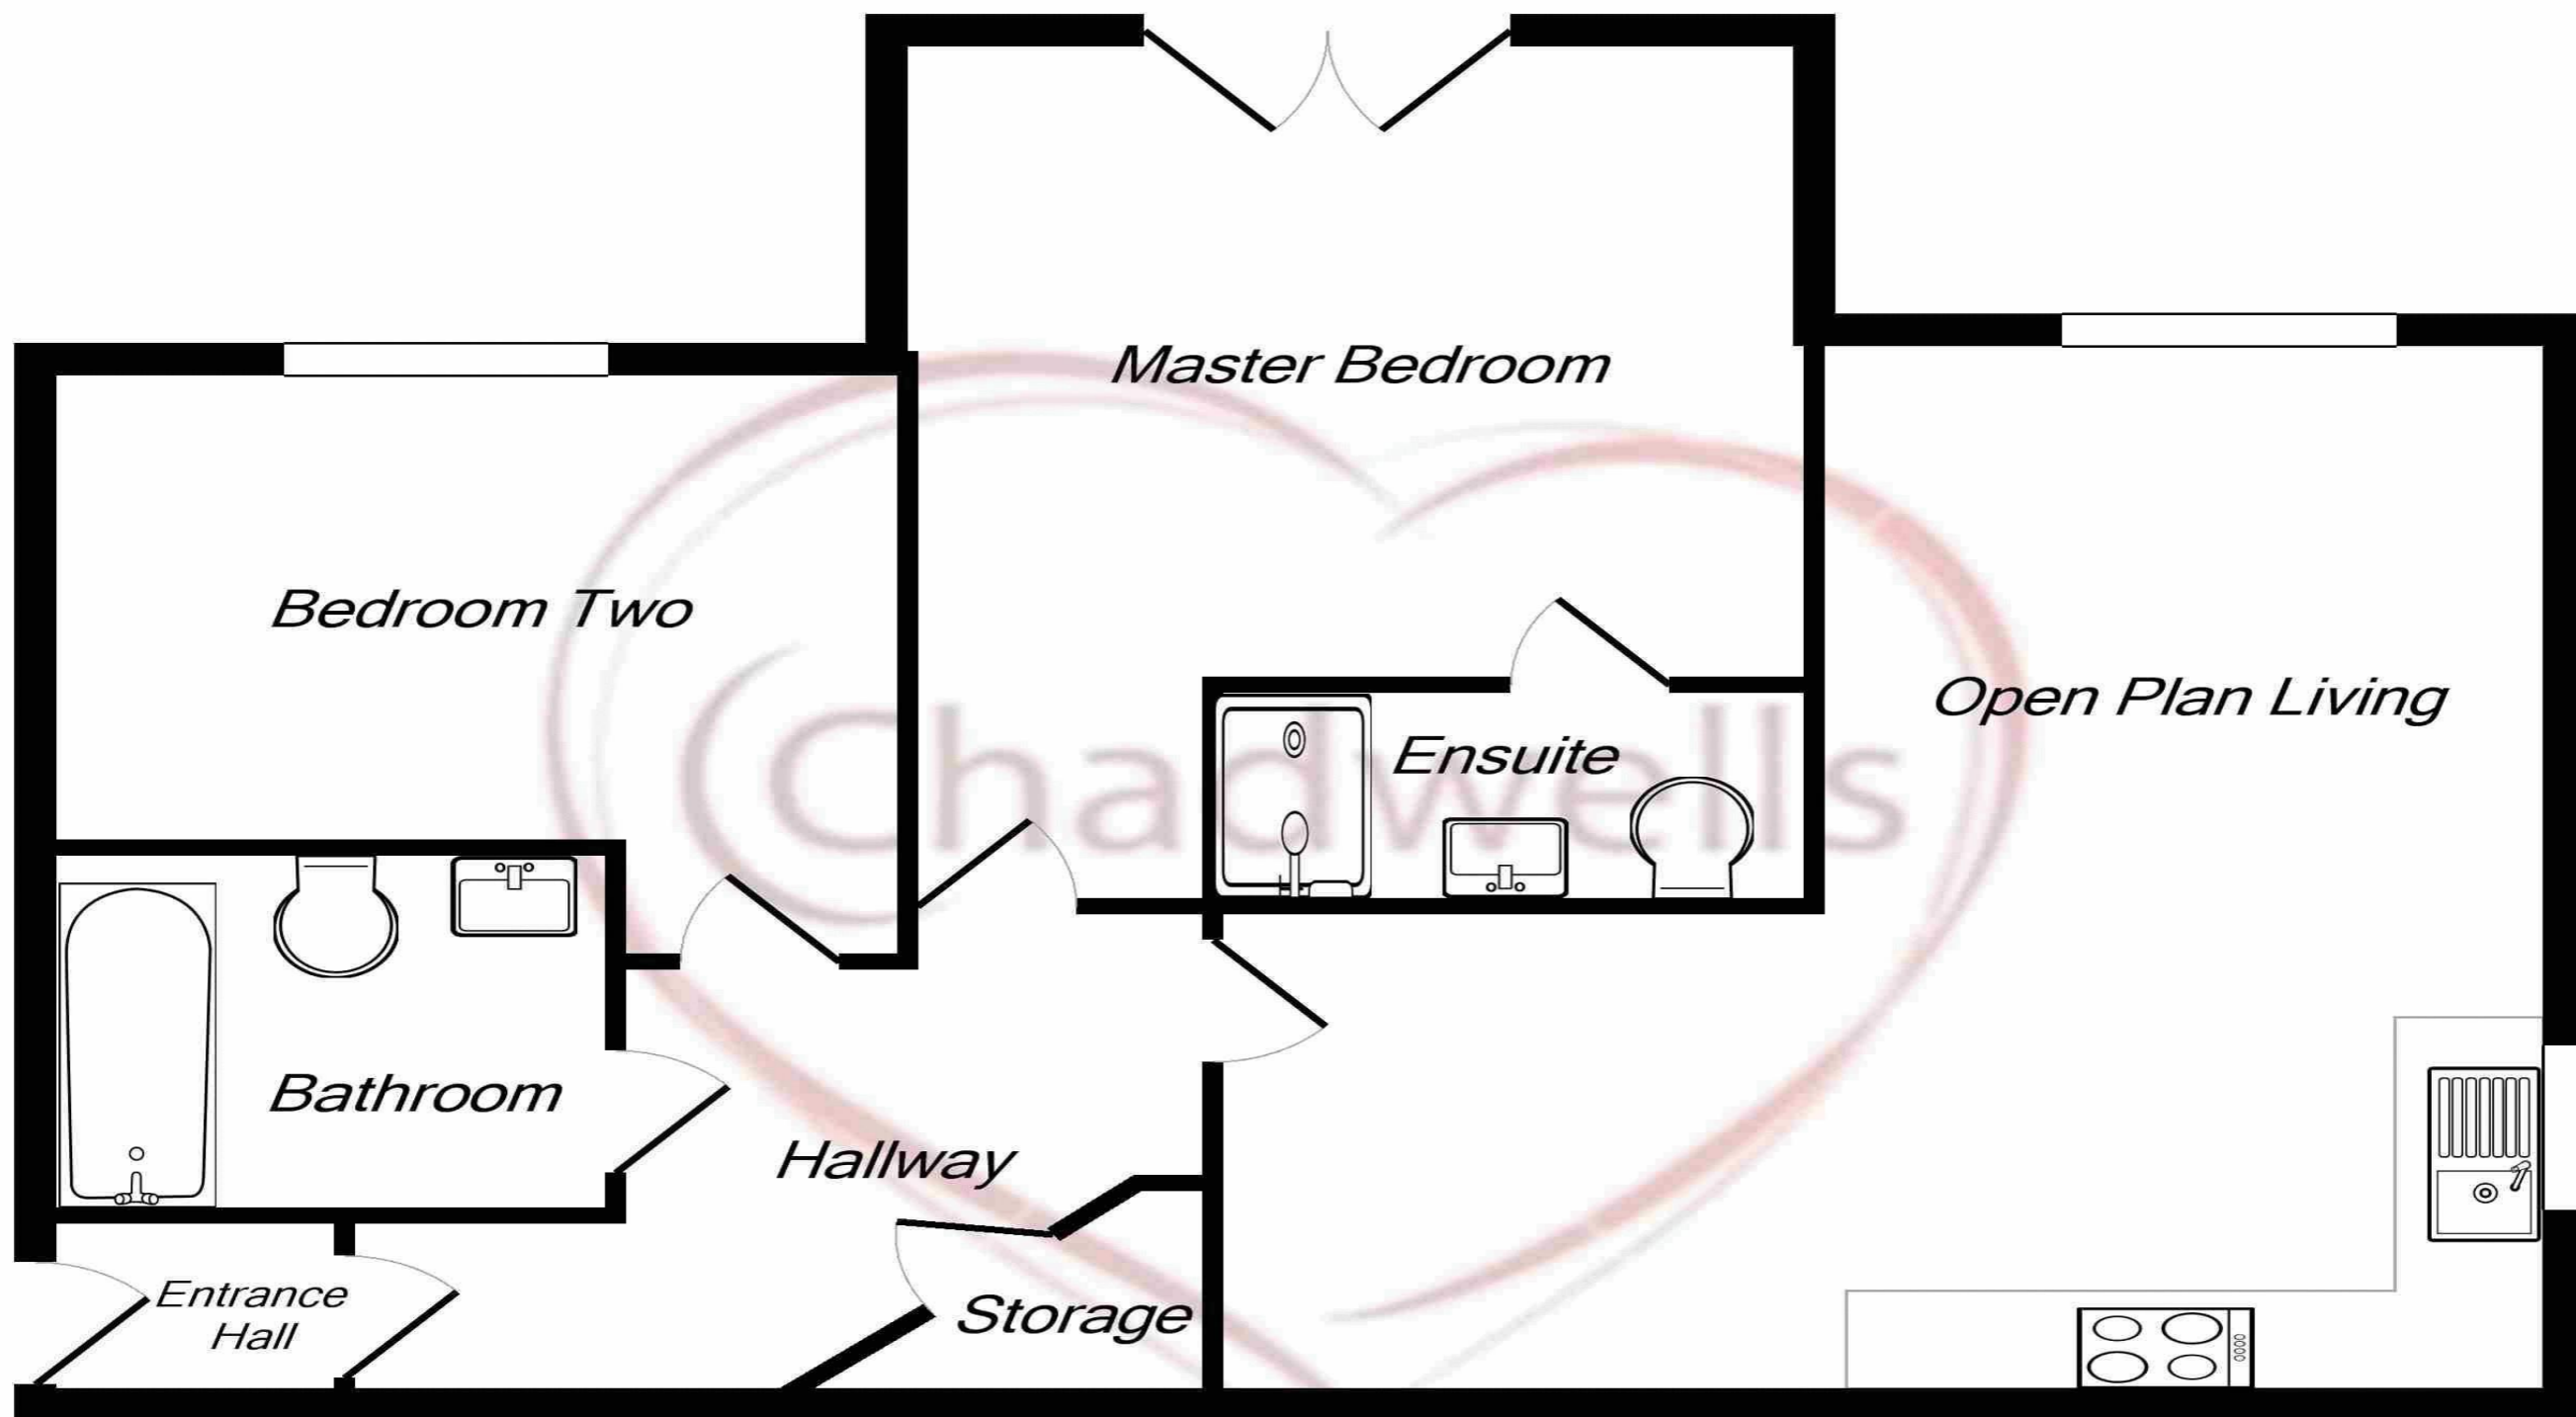 Master Bedroom
Bedroom Two
Open Plan Living
Chadwells
Ensuite
Bathroom
Hallway
Entrance
Hall
Storage